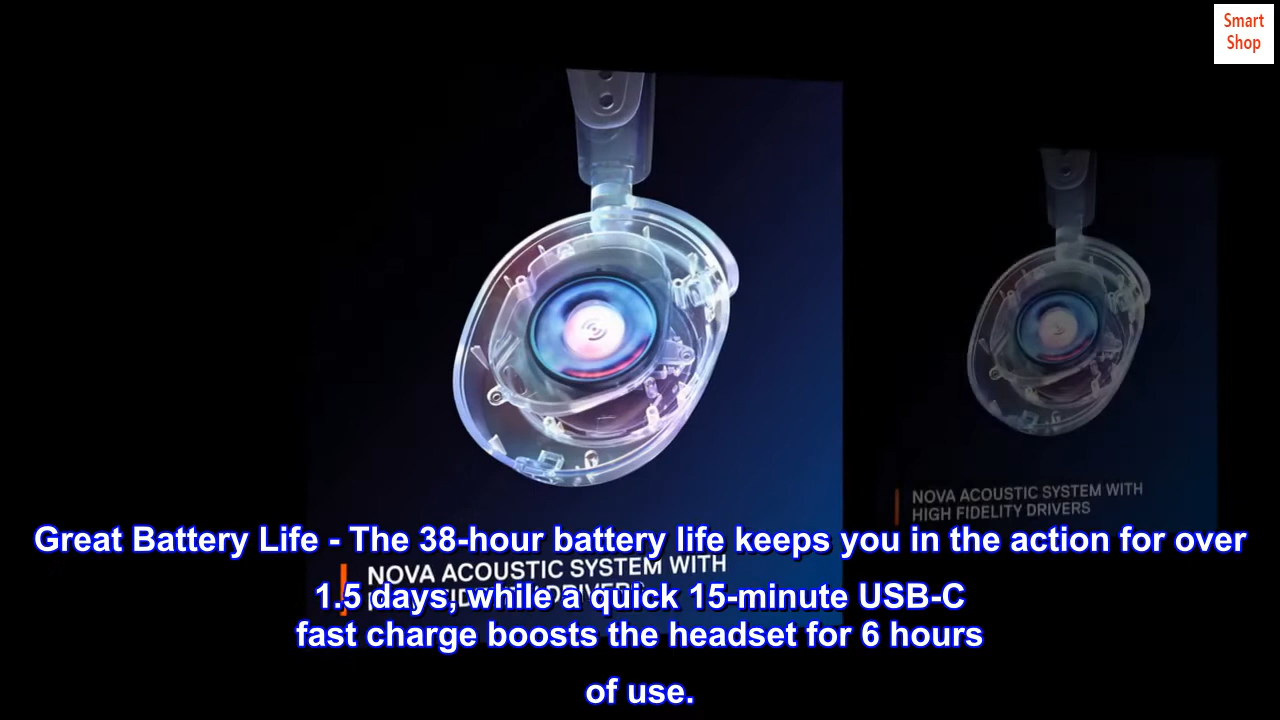 Smart
Shop
NOVA ACOUSTIC SYSTEM WITH
HIGH FIDELITY DRIVERS
Great Battery Life - The 38-hour battery life keeps you in the action for over
NOVA ACOUSTIC SYSTEM WITH
1.5 days, while a quick 15-minute USB-C
fast charge boosts the headset for 6 hours
of use.